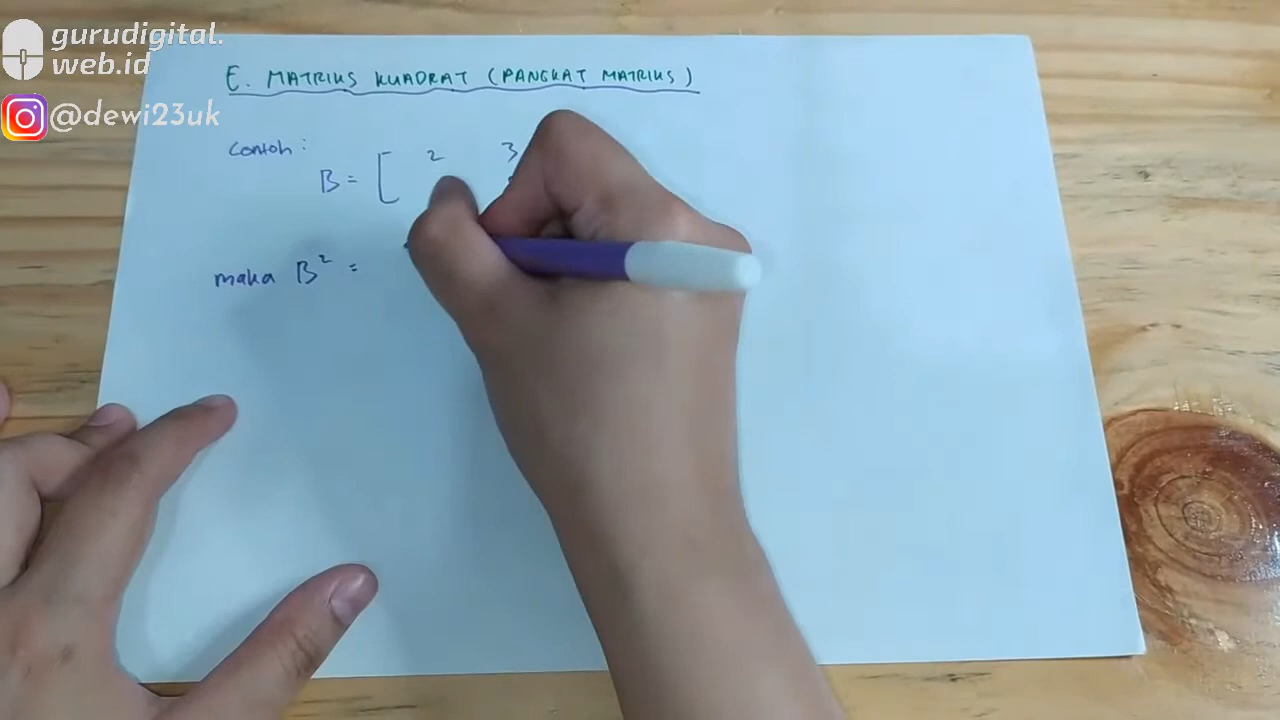 gurudigital.
web.id
@dewi23uk
E. MATRIKS KUADRAT (PANGKAT MATRIKS)
Contoh:
2 3
B = [
maka B² =